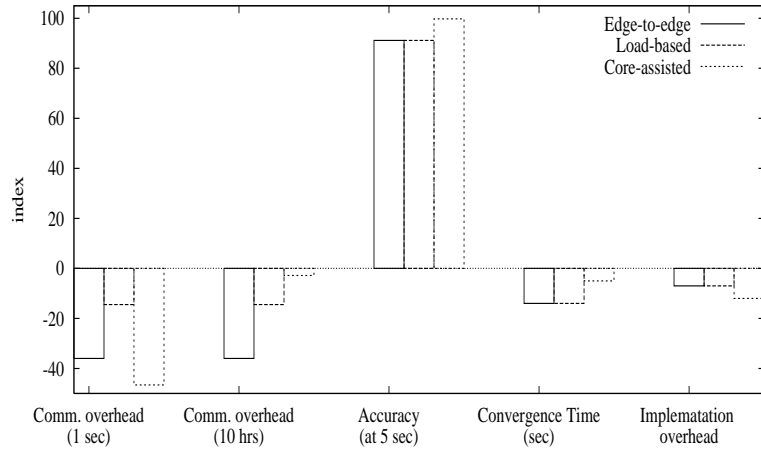 100
80
60
40
20
0
-20
-40
index
Edge-to-edge
Load-based
Core-assisted
Comm. overhead
(1 sec)
Comm. overhead
(10 hrs)
Accuracy
(at 5 sec)
Convergence Time
(sec)
Implematation
overhead